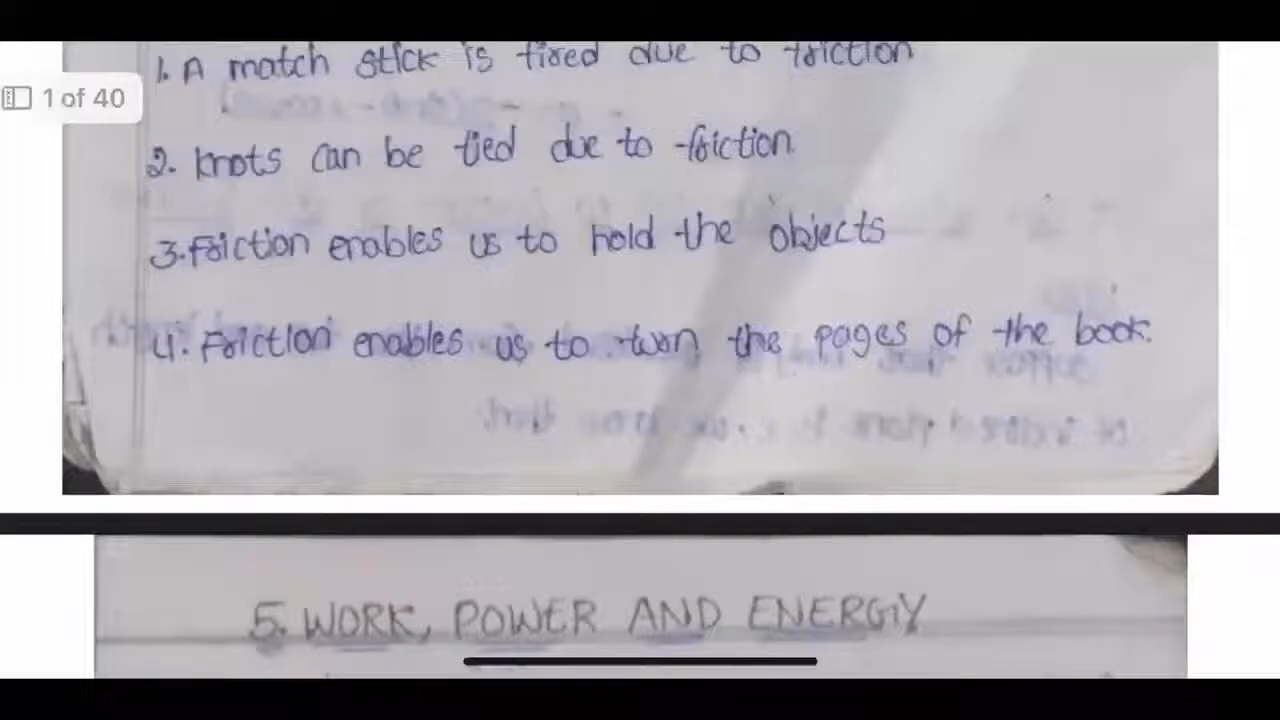 1. A match stick is fired due to friction
1 of 40
2. knots can be tied due to friction
3. Friction enables us to hold the objects
4. Friction enables us to turn the pages of the book.
5. WORK, POWER AND ENERGY